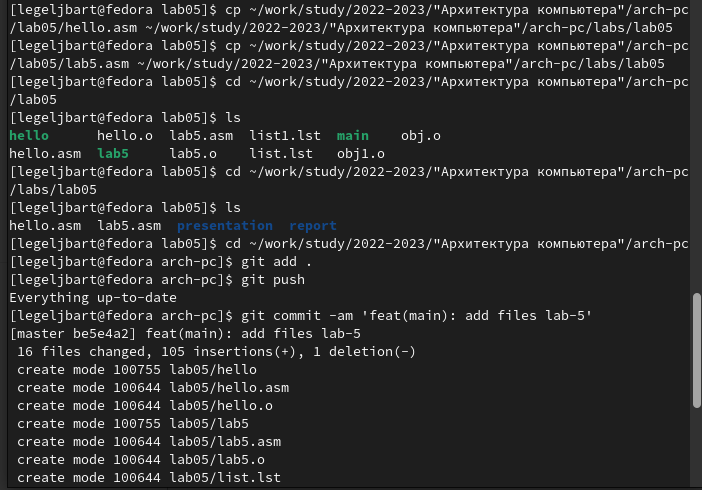 [legeljbart@fedora lab05]$ cp ~/work/study/2022-2023/"Архитектура компьютера"/arch-pc
/lab05/hello.asm ~/work/study/2022-2023/"Архитектура компьютера"/arch-pc/labs/lab05
[legeljbart@fedora lab05]$ cp ~/work/study/2022-2023/"Архитектура компьютера"/arch-pc
/lab05/lab5.asm ~/work/study/2022-2023/"Архитектура компьютера"/arch-pc/labs/lab05
[legeljbart@fedora lab05]$ cd ~/work/study/2022-2023/"Архитектура компьютера"/arch-pc
/lab05
[legeljbart@fedora lab05]$ ls
hello      hello.o  lab5.asm  list1.lst  main    obj.o
hello.asm  lab5     lab5.o    list.lst   obj1.o
[legeljbart@fedora lab05]$ cd ~/work/study/2022-2023/"Архитектура компьютера"/arch-pc
/labs/lab05
[legeljbart@fedora lab05]$ ls
hello.asm  lab5.asm  presentation  report
[legeljbart@fedora lab05]$ cd ~/work/study/2022-2023/"Архитектура компьютера"/arch-pc
[legeljbart@fedora arch-pc]$ git add .
[legeljbart@fedora arch-pc]$ git push
Everything up-to-date
[legeljbart@fedora arch-pc]$ git commit -am 'feat(main): add files lab-5'
[master be5e4a2] feat(main): add files lab-5
 16 files changed, 105 insertions(+), 1 deletion(-)
 create mode 100755 lab05/hello
 create mode 100644 lab05/hello.asm
 create mode 100644 lab05/hello.o
 create mode 100755 lab05/lab5
 create mode 100644 lab05/lab5.asm
 create mode 100644 lab05/lab5.o
 create mode 100644 lab05/list.lst